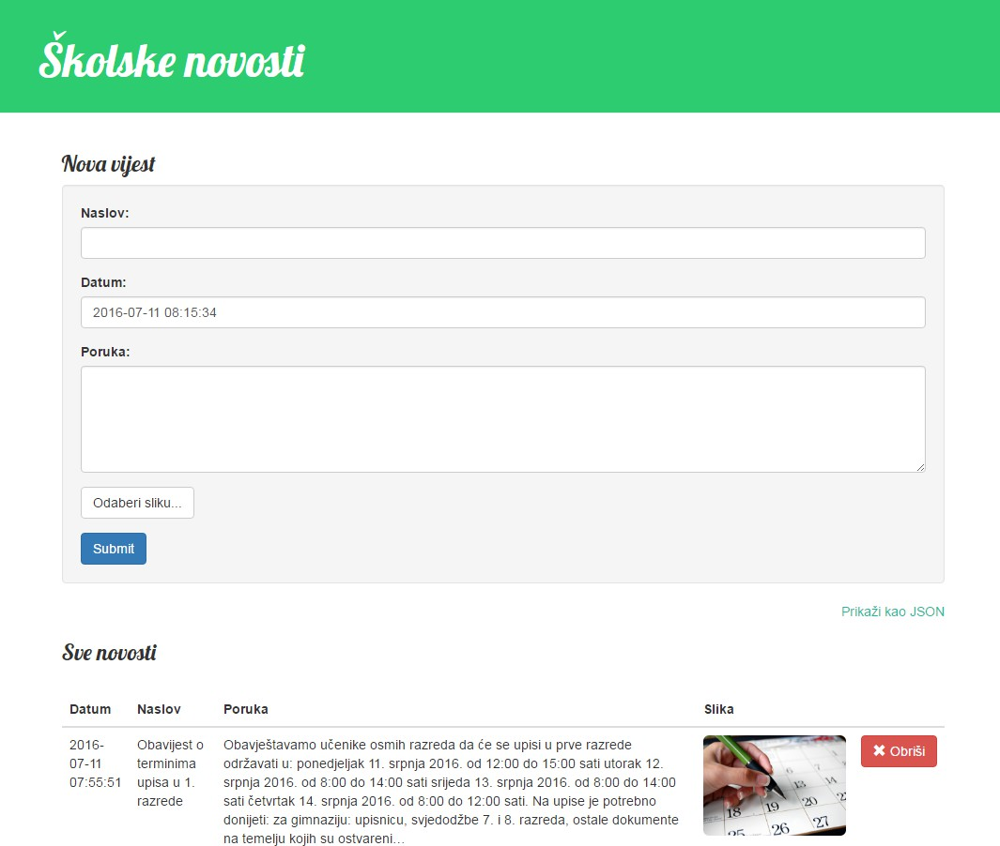 Školske novosti
Nova vijest
Naslov:
Datum:
2016-07-11 08:15:34
Poruka:
Odaberi sliku...
Submit
Prikaži kao JSON
Sve novosti
Datum Naslov Poruka Slika
2016-
07-11
07:55:51
Obavijest o
terminima
upisa u 1.
razrede
Obavještavamo učenike osmih razreda da će se upisi u prve razrede
održavati u: ponedjeljak 11. srpnja 2016. od 12:00 do 15:00 sati utorak 12.
srpnja 2016. od 8:00 do 14:00 sati srijeda 13. srpnja 2016. od 8:00 do 14:00
sati četvrtak 14. srpnja 2016. od 8:00 do 12:00 sati. Na upise je potrebno
donijeti: za gimnaziju: upisnicu, svjedodžbe 7. i 8. razreda, ostale dokumente
na temelju kojih su ostvareni…
6 7
13 14
18 19 20
25 26 27
Obriši